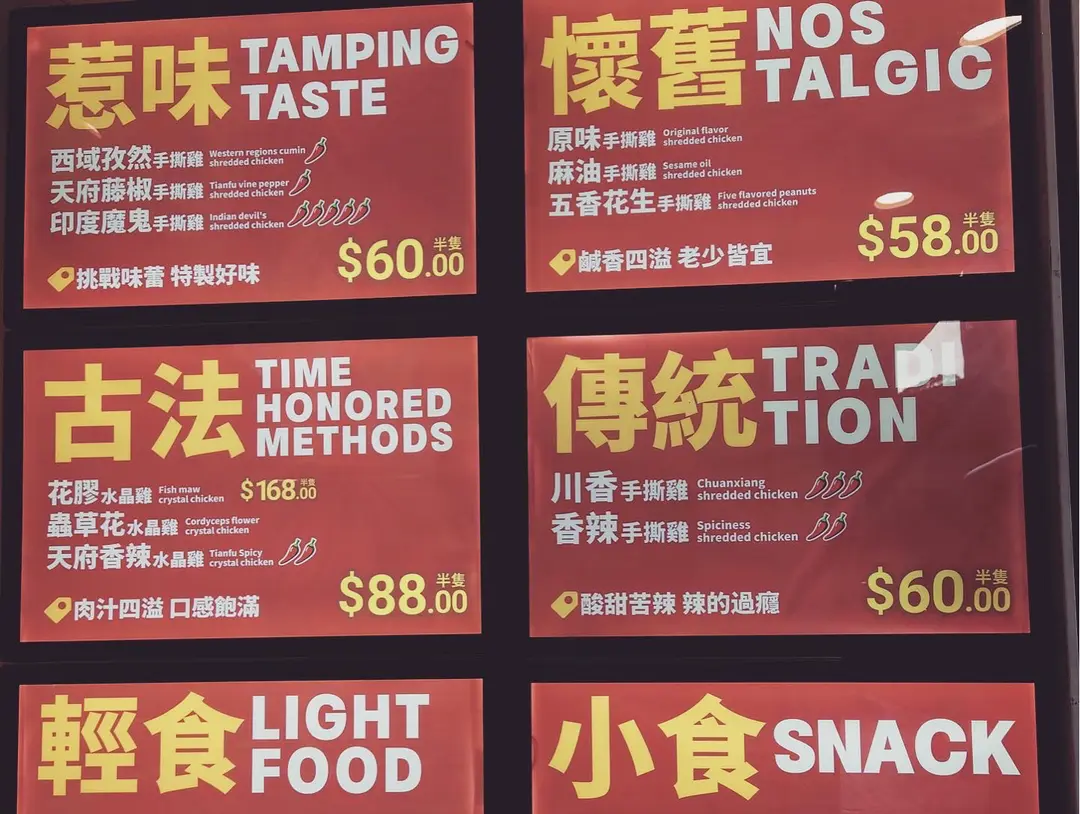 惹味 TAMPING
TASTE
西域孜然手撕雞 Western regions cumin
shredded chicken
天府藤椒手撕雞 Tianfu vine pepper
shredded chicken
印度魔鬼手撕雞 Indian devil's
shredded chicken
挑戰味蕾 特製好味
$60.00 半隻
懷舊 NOS
TALGIC
原味手撕雞 Original flavor
shredded chicken
麻油手撕雞 Sesame oil
shredded chicken
五香花生手撕雞 Five flavored peanuts
shredded chicken
鹹香四溢 老少皆宜
$58.00 半隻
古法 TIME
HONORED
METHODS
花膠水晶雞 Fish maw
crystal chicken
$168.00 半隻
蟲草花水晶雞 Cordyceps flower
crystal chicken
天府香辣水晶雞 Tianfu Spicy
crystal chicken
肉汁四溢 口感飽滿
$88.00 半隻
傳統 TRADI
TION
川香手撕雞 Chuanxiang
shredded chicken
香辣手撕雞 Spiciness
shredded chicken
酸甜苦辣 辣的過癮
$60.00 半隻
輕食 LIGHT
FOOD
小食 SNACK